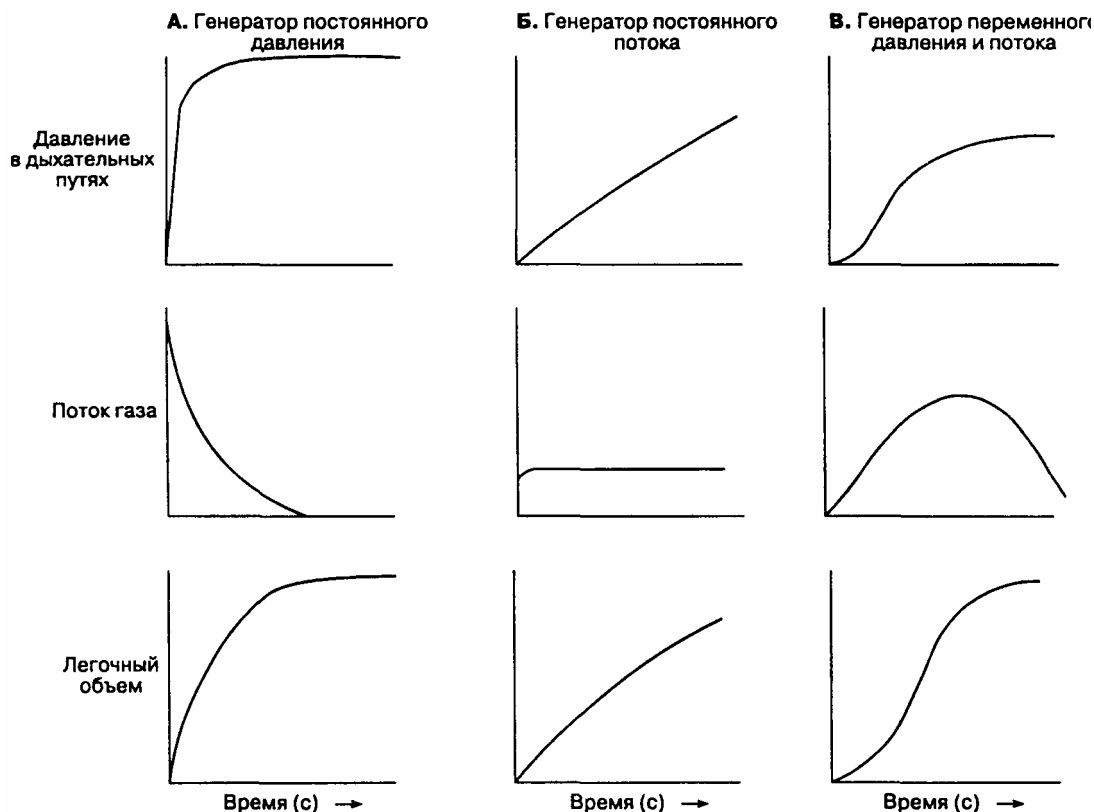 А. Генератор постоянного
давления
Б. Генератор постоянного
потока
В. Генератор переменного
давления и потока
Давление
в дыхательных
путях
Поток газа
Легочный
объем
Время (с) →
Время (с) →
Время (с) →